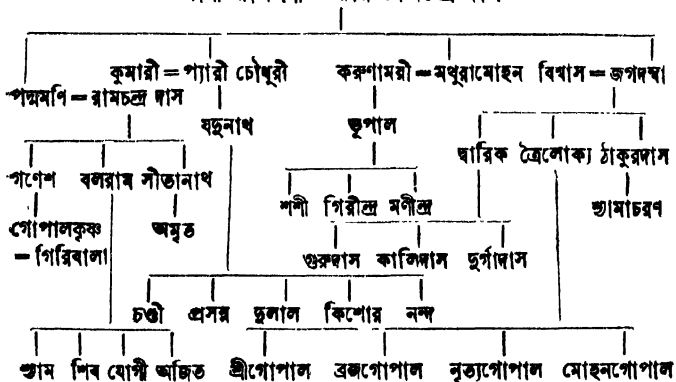 কুমারী = প্যারী চৌধুরী করুণাময়ী = মথুরামোহন বিশ্বাস = জগদম্বা
পদ্মমণি = রামচন্দ্র দাস
যদুনাথ ভূপাল
দ্বারিক ত্রৈলোক্য ঠাকুরদাস
গণেশ বলরাম সীতানাথ
শশী গিরীন্দ্র মণীন্দ্র শ্যামাচরণ
গোপালকৃষ্ণ অমৃত
= গিরিবালা গুরুদাস কালিদাস দুর্গাদাস
চণ্ডী প্রসন্ন দুলাল কিশোর নন্দ
শ্যাম শিব যোগী অজিত শ্রীগোপাল ব্রজগোপাল নৃত্যগোপাল মোহনগোপাল